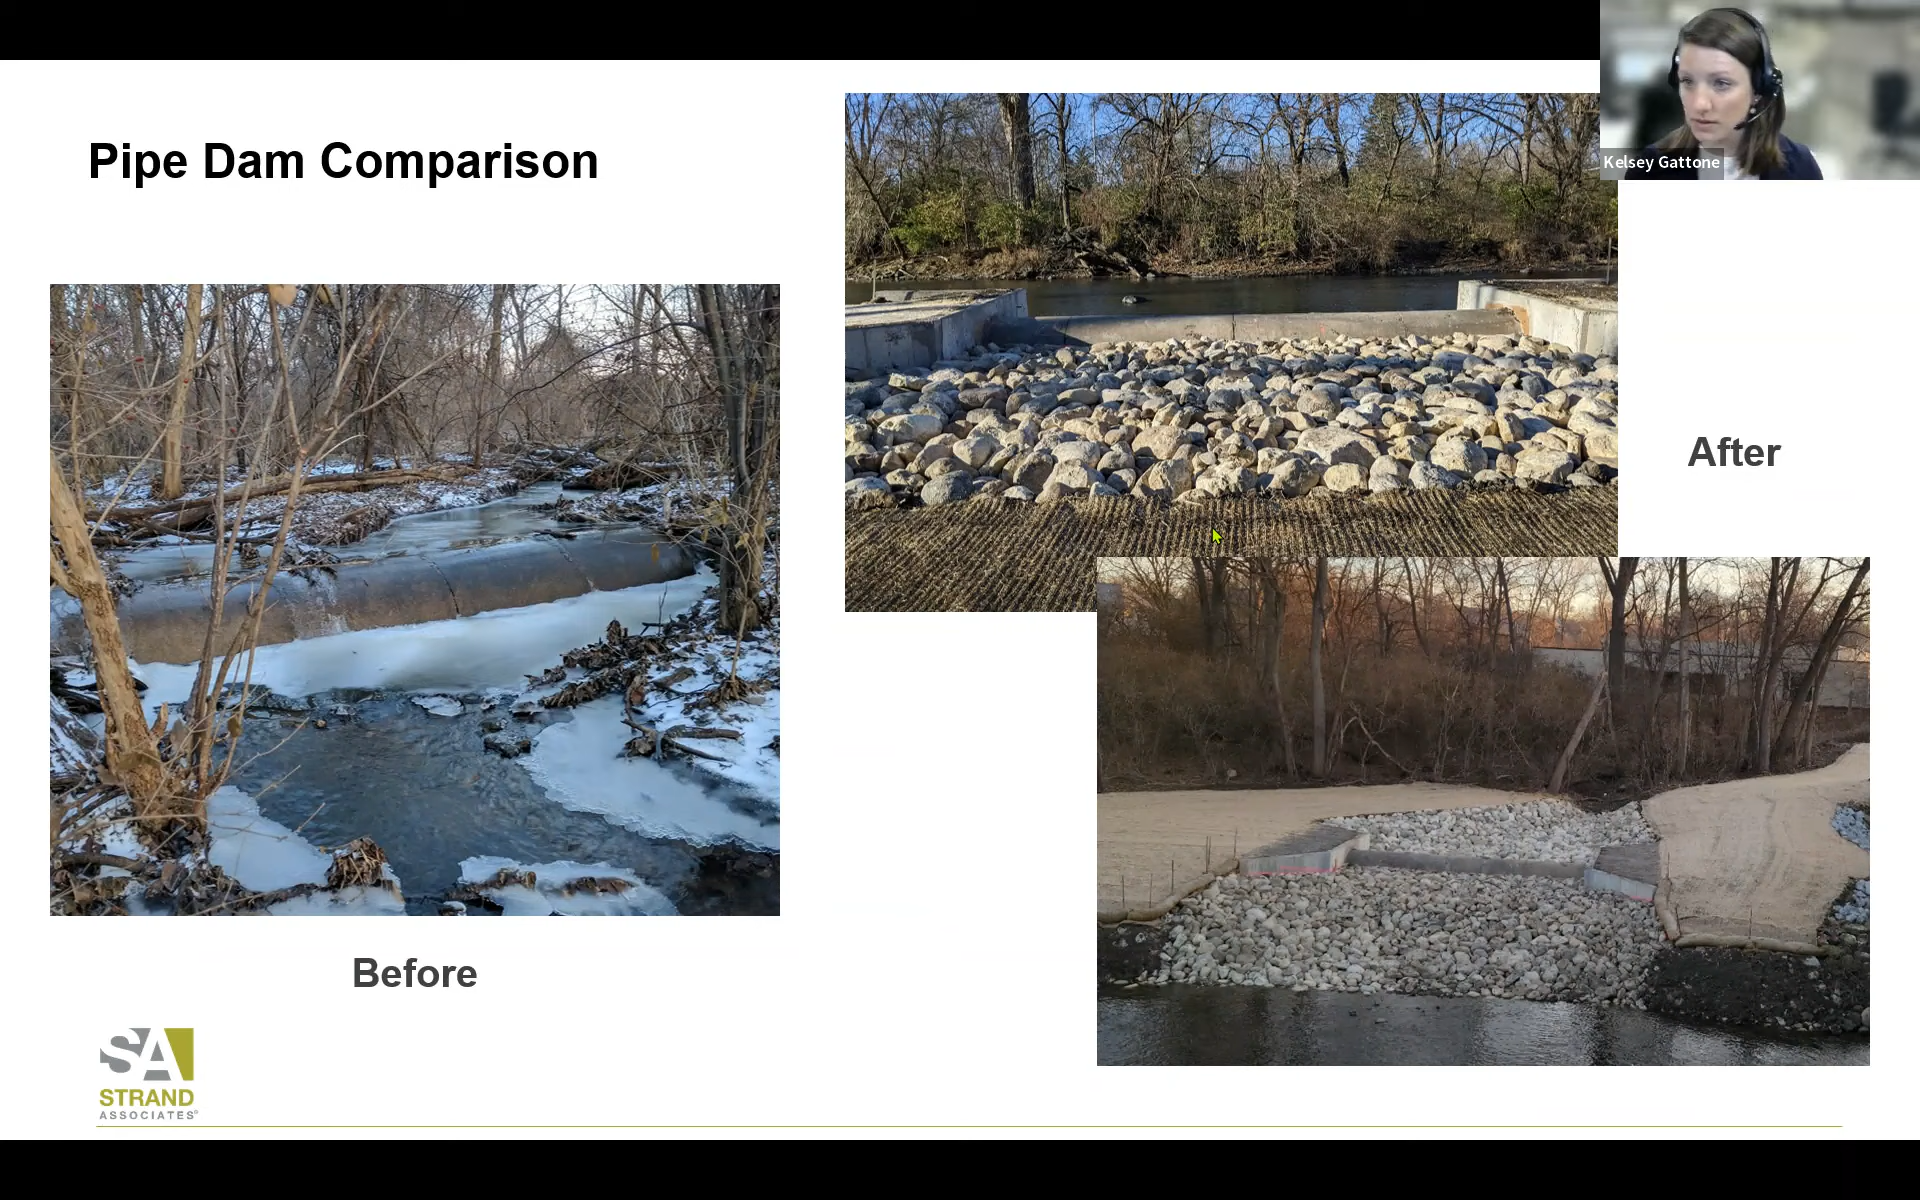 Pipe Dam Comparison
Kelsey Gattone
After
Before
SA
STRAND
ASSOCIATES®